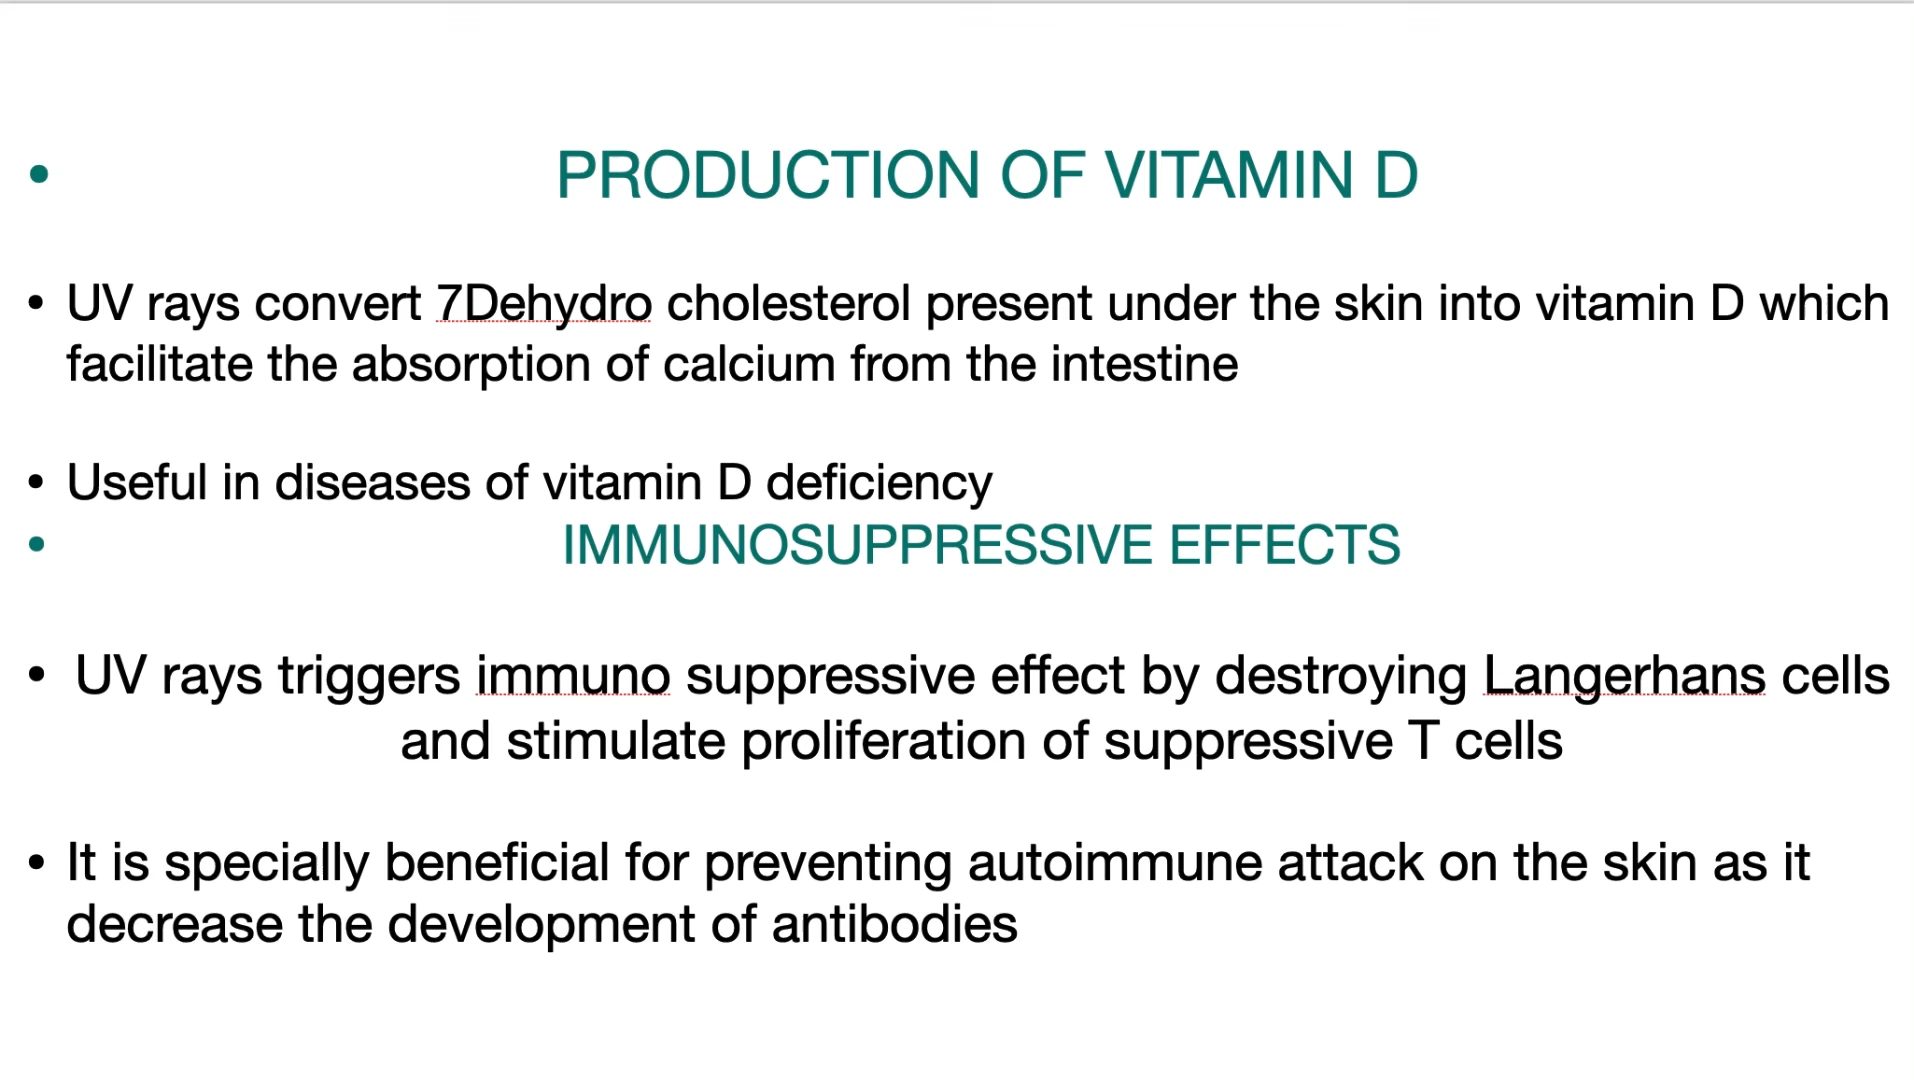 • PRODUCTION OF VITAMIN D
• UV rays convert 7Dehydro cholesterol present under the skin into vitamin D which
facilitate the absorption of calcium from the intestine
• Useful in diseases of vitamin D deficiency
• IMMUNOSUPPRESSIVE EFFECTS
• UV rays triggers immuno suppressive effect by destroying Langerhans cells
and stimulate proliferation of suppressive T cells
• It is specially beneficial for preventing autoimmune attack on the skin as it
decrease the development of antibodies